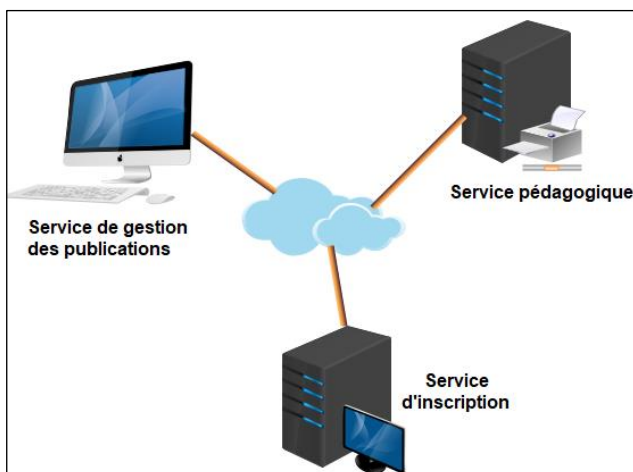 Service de gestion
des publications
Service pédagogique
Service
d'inscription